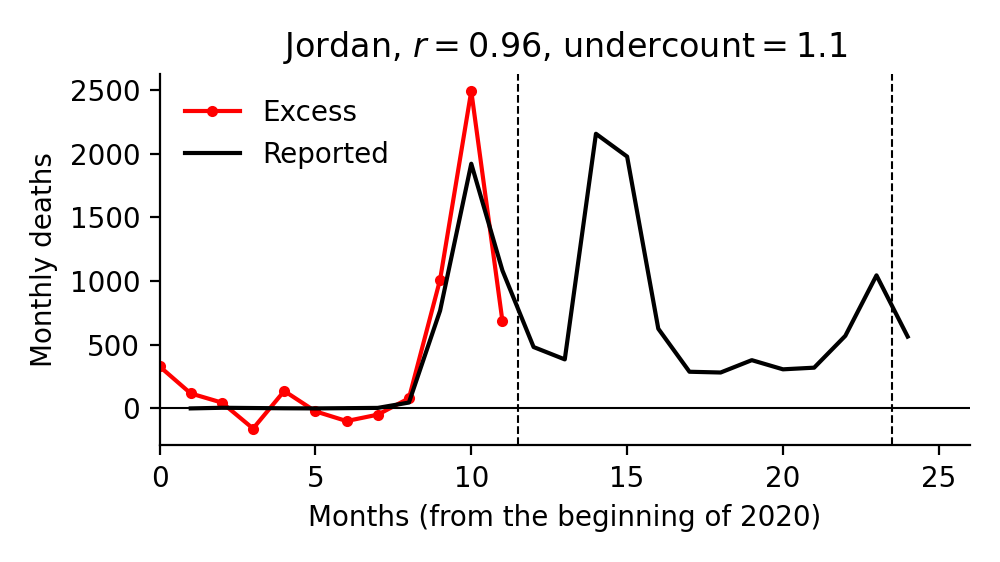 Jordan, r = 0.96, undercount = 1.1
Monthly deaths
2500
2000
1500
1000
500
0
Excess
Reported
0 5 10 15 20 25
Months (from the beginning of 2020)